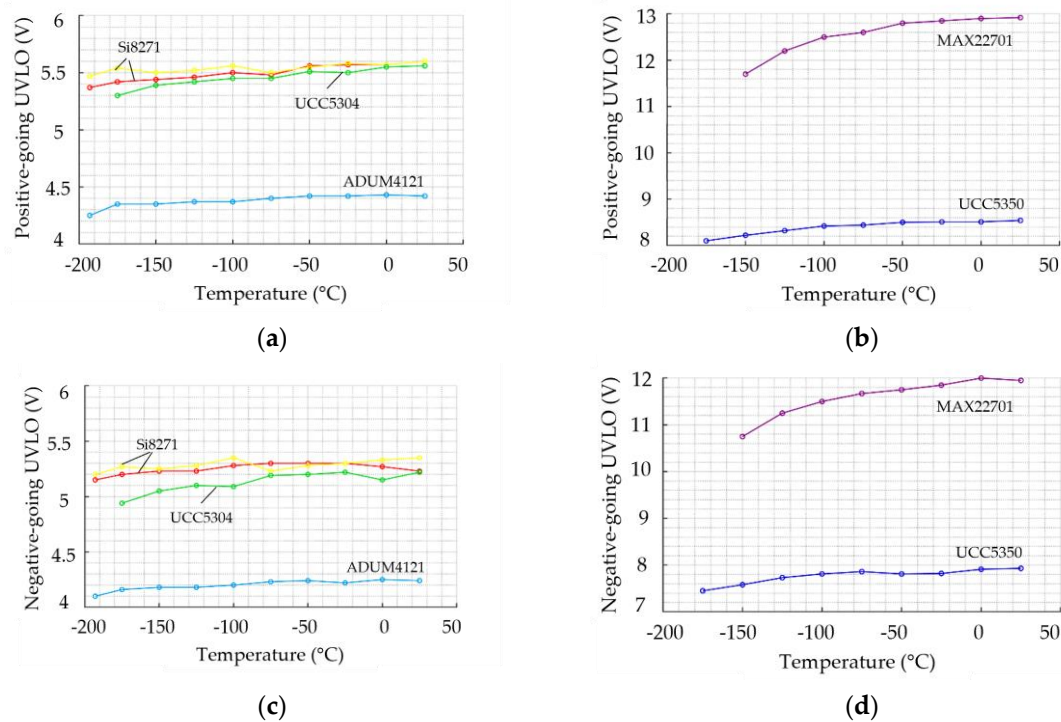 6
5.5
5
4.5
4
Positive-going UVLO (V)
Si8271
UCC5304
ADUM4121
-200 -150 -100 -50 0 50
Temperature (°C)
(a)
13
12
11
10
9
8
Positive-going UVLO (V)
MAX22701
UCC5350
-200 -150 -100 -50 0 50
Temperature (°C)
(b)
6
5.5
5
4.5
4
Negative-going UVLO (V)
Si8271
UCC5304
ADUM4121
-200 -150 -100 -50 0 50
Temperature (°C)
(c)
12
11
10
9
8
7
Negative-going UVLO (V)
MAX22701
UCC5350
-200 -150 -100 -50 0 50
Temperature (°C)
(d)